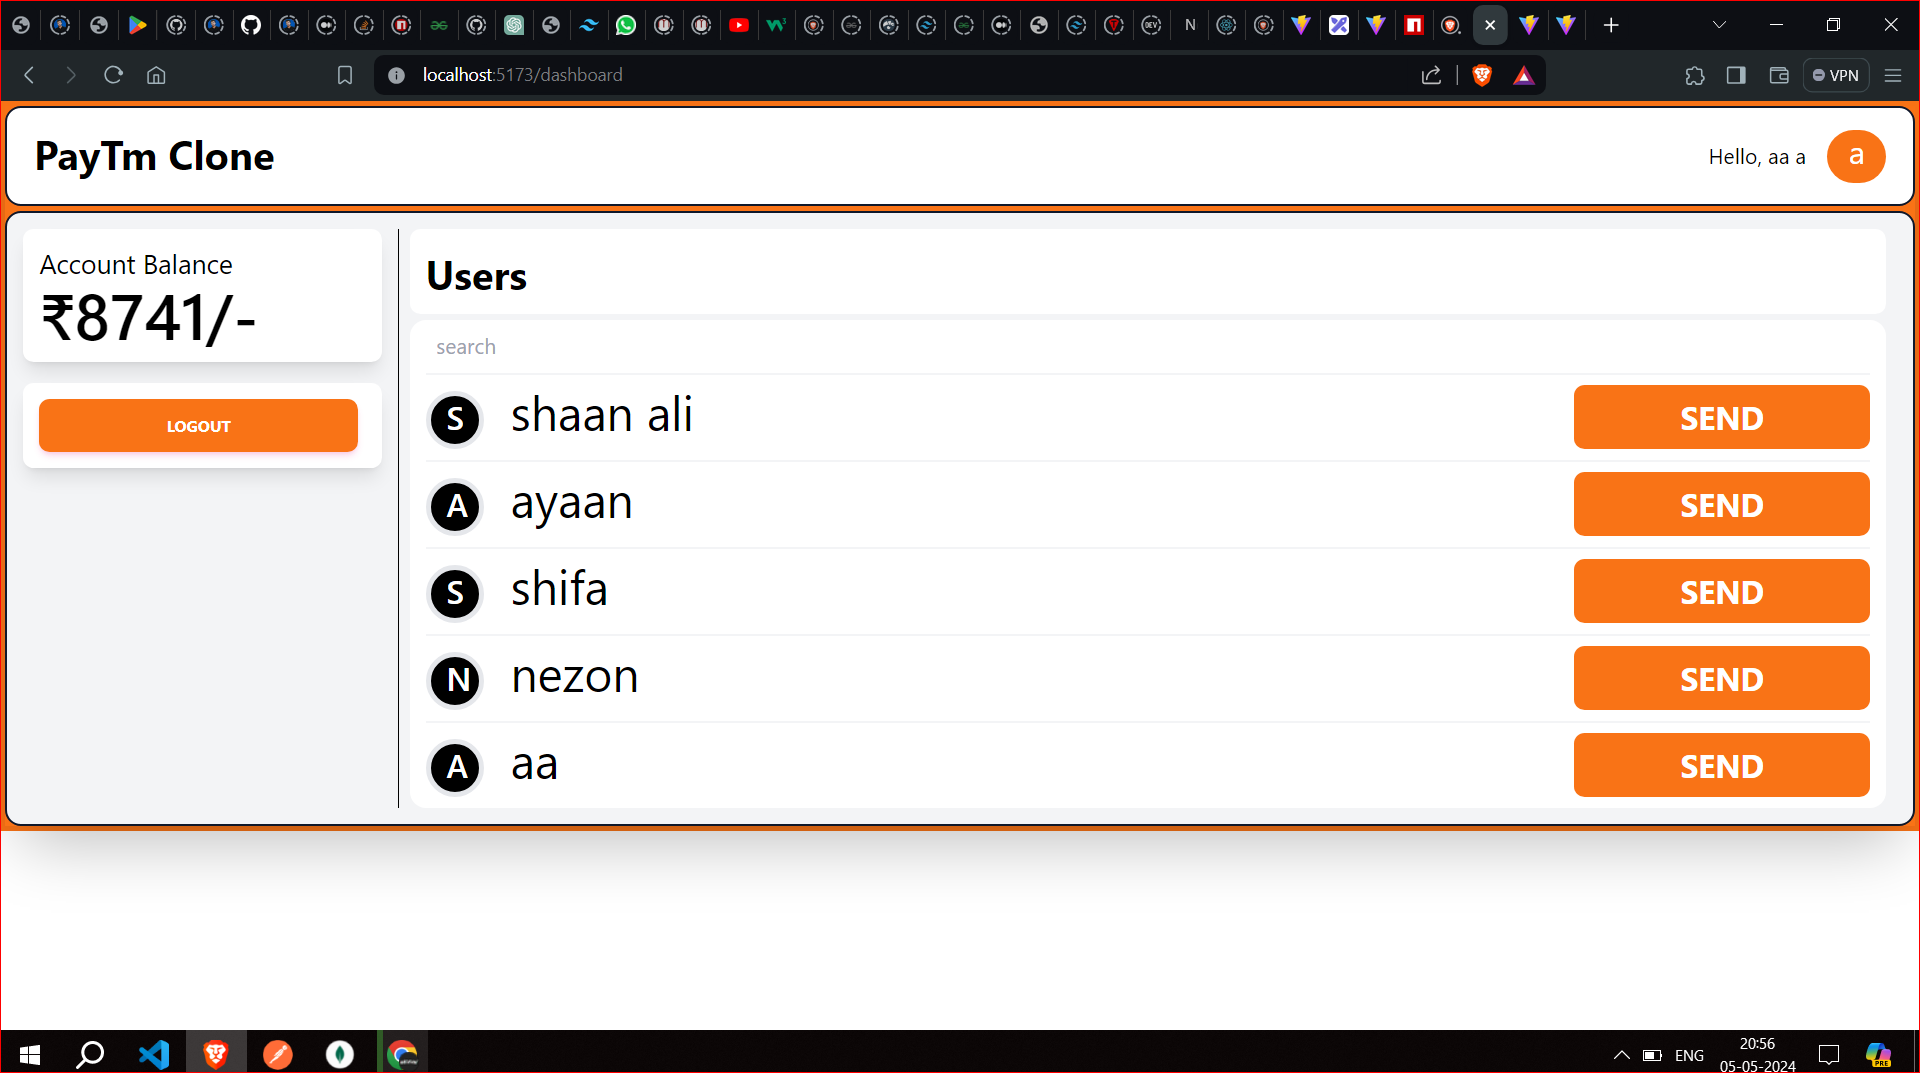 localhost:5173/dashboard
VPN
PayTm Clone
Hello, aa a
a
Account Balance
₹8741/-
LOGOUT
Users
search
S shaan ali SEND
A ayaan SEND
S shifa SEND
N nezon SEND
A aa SEND
ENG
20:56
05-05-2024
PRE